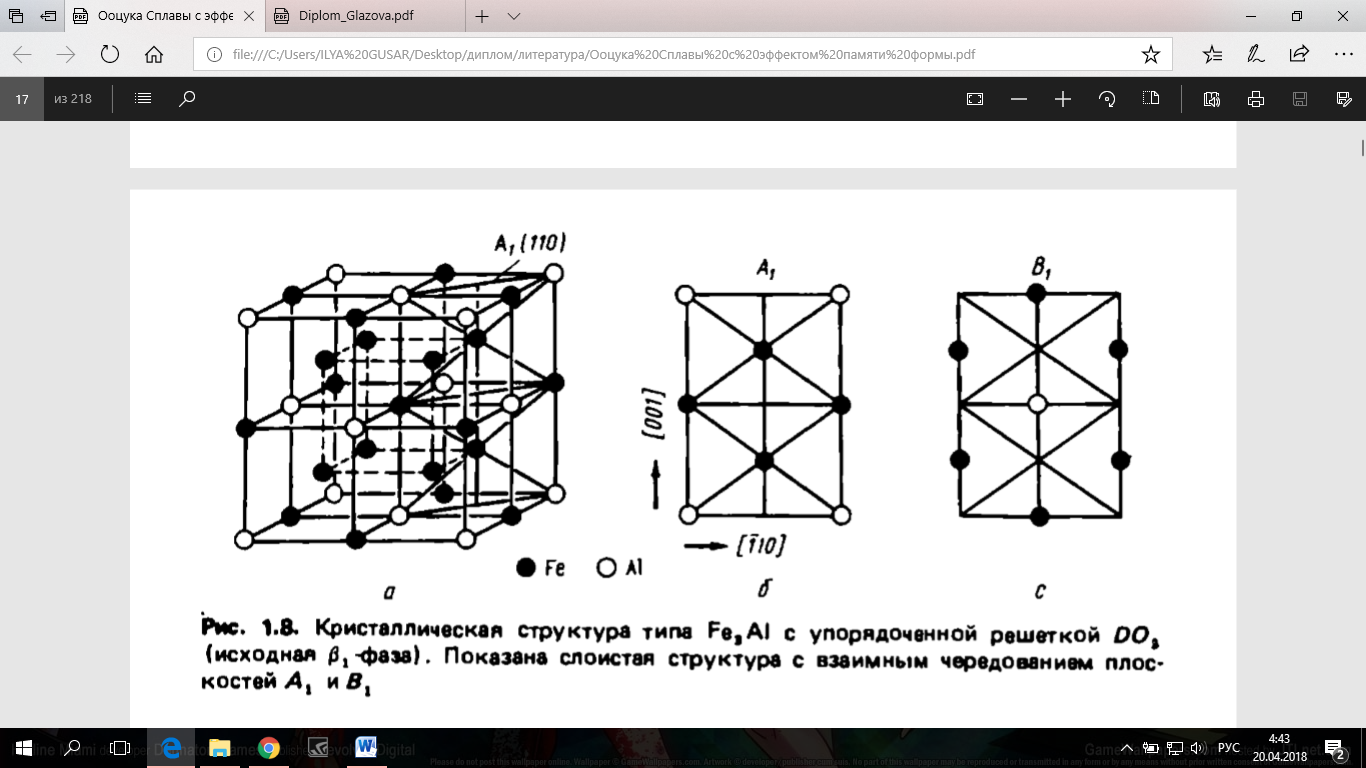 Ооцука Сплавы с эффе
Diplom_Glazova.pdf
file:///C:/Users/ILYA%20GUSAR/Desktop/диплом/литература/Ооцука%20Сплавы%20с%20эффектом%20памяти%20формы.pdf
17 из 218
A₁(110)
A₁
B₁
[001]
[1̄10]
Fe
Al
а
б
с
Рис. 1.8. Кристаллическая структура типа Fe₃Al с упорядоченной решеткой DO₃
(исходная β₁-фаза). Показана слоистая структура с взаимным чередованием плос-
костей A₁ и B₁
РУС
4:43
20.04.2018
2